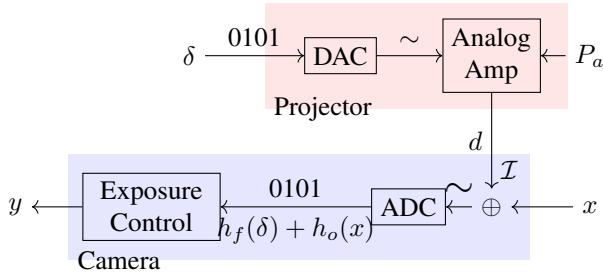 δ 0101 DAC ∼ Analog Amp P_a
Projector
d
𝓘
y Exposure Control 0101 h_f(δ) + h_o(x) ADC ∼ ⊕ x
Camera